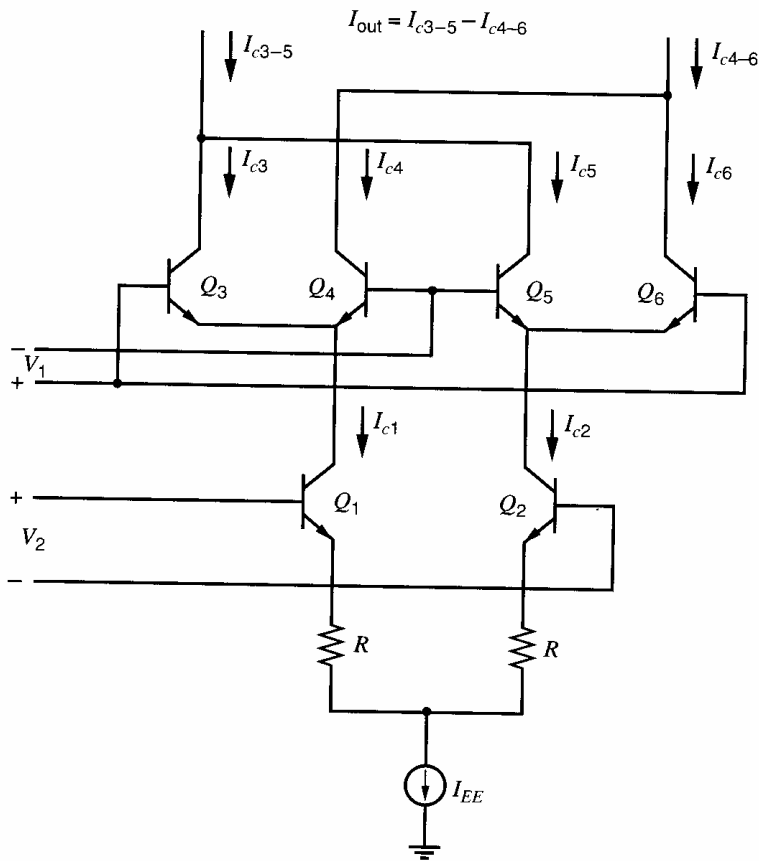 I_out = I_c3–5 − I_c4–6
I_c3–5
I_c4–6
I_c3
I_c4
I_c5
I_c6
Q_3
Q_4
Q_5
Q_6
−
V_1
+
I_c1
I_c2
+
Q_1
Q_2
V_2
−
R
R
I_EE